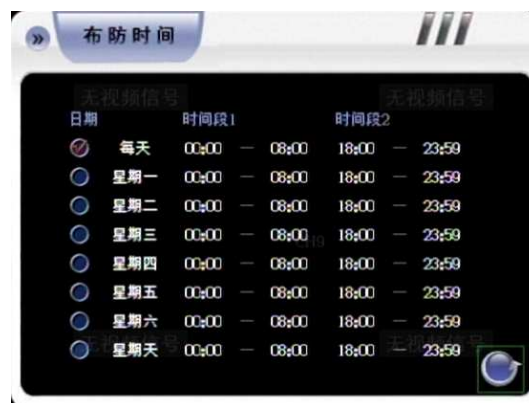 布防时间
无视频信号 无视频信号
日期 时间段1 时间段2
每天 00:00 — 08:00 18:00 — 23:59
星期一 00:00 — 08:00 18:00 — 23:59
星期二 00:00 — 08:00 18:00 — 23:59
星期三 00:00 — 08:00 18:00 — 23:59
CH9
星期四 00:00 — 08:00 18:00 — 23:59
星期五 00:00 — 08:00 18:00 — 23:59
星期六 00:00 — 08:00 18:00 — 23:59
星期天 00:00 — 08:00 18:00 — 23:59